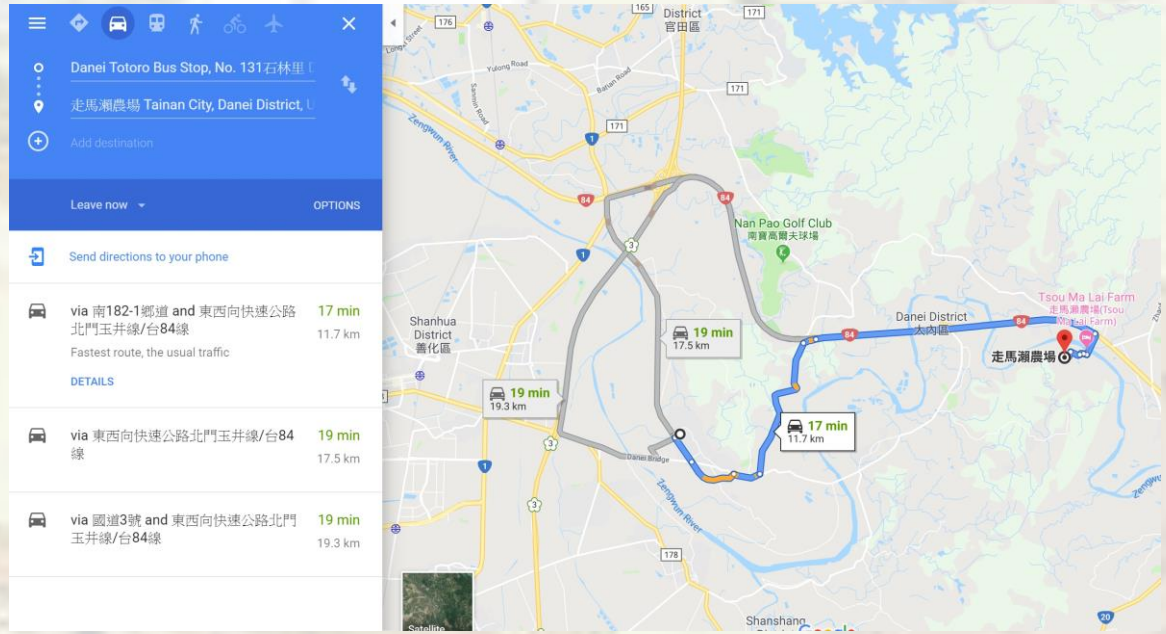 Danei Totoro Bus Stop, No. 131石林里
走馬瀨農場 Tainan City, Danei District,
Add destination
Leave now
OPTIONS
Send directions to your phone
via 南182-1鄉道 and 東西向快速公路
北門玉井線/台84線
17 min
11.7 km
Fastest route, the usual traffic
DETAILS
via 東西向快速公路北門玉井線/台84
線
19 min
17.5 km
via 國道3號 and 東西向快速公路北門
玉井線/台84線
19 min
19.3 km
176
165
District
官田區
171
Yulong Road
Batian Road
171
171
Zengwun River
1
84
84
Nan Pao Golf Club
南寶高爾夫球場
3
1
Tsou Ma Lai Farm
走馬瀨農場(Tsou
Ma Lai Farm)
Danei District
大內區
84
84
走馬瀨農場
Shanhua
District
善化區
19 min
17.5 km
19 min
19.3 km
17 min
11.7 km
3
Danei Bridge
1
Zengwun River
3
178
20
Satellite
Shanshang